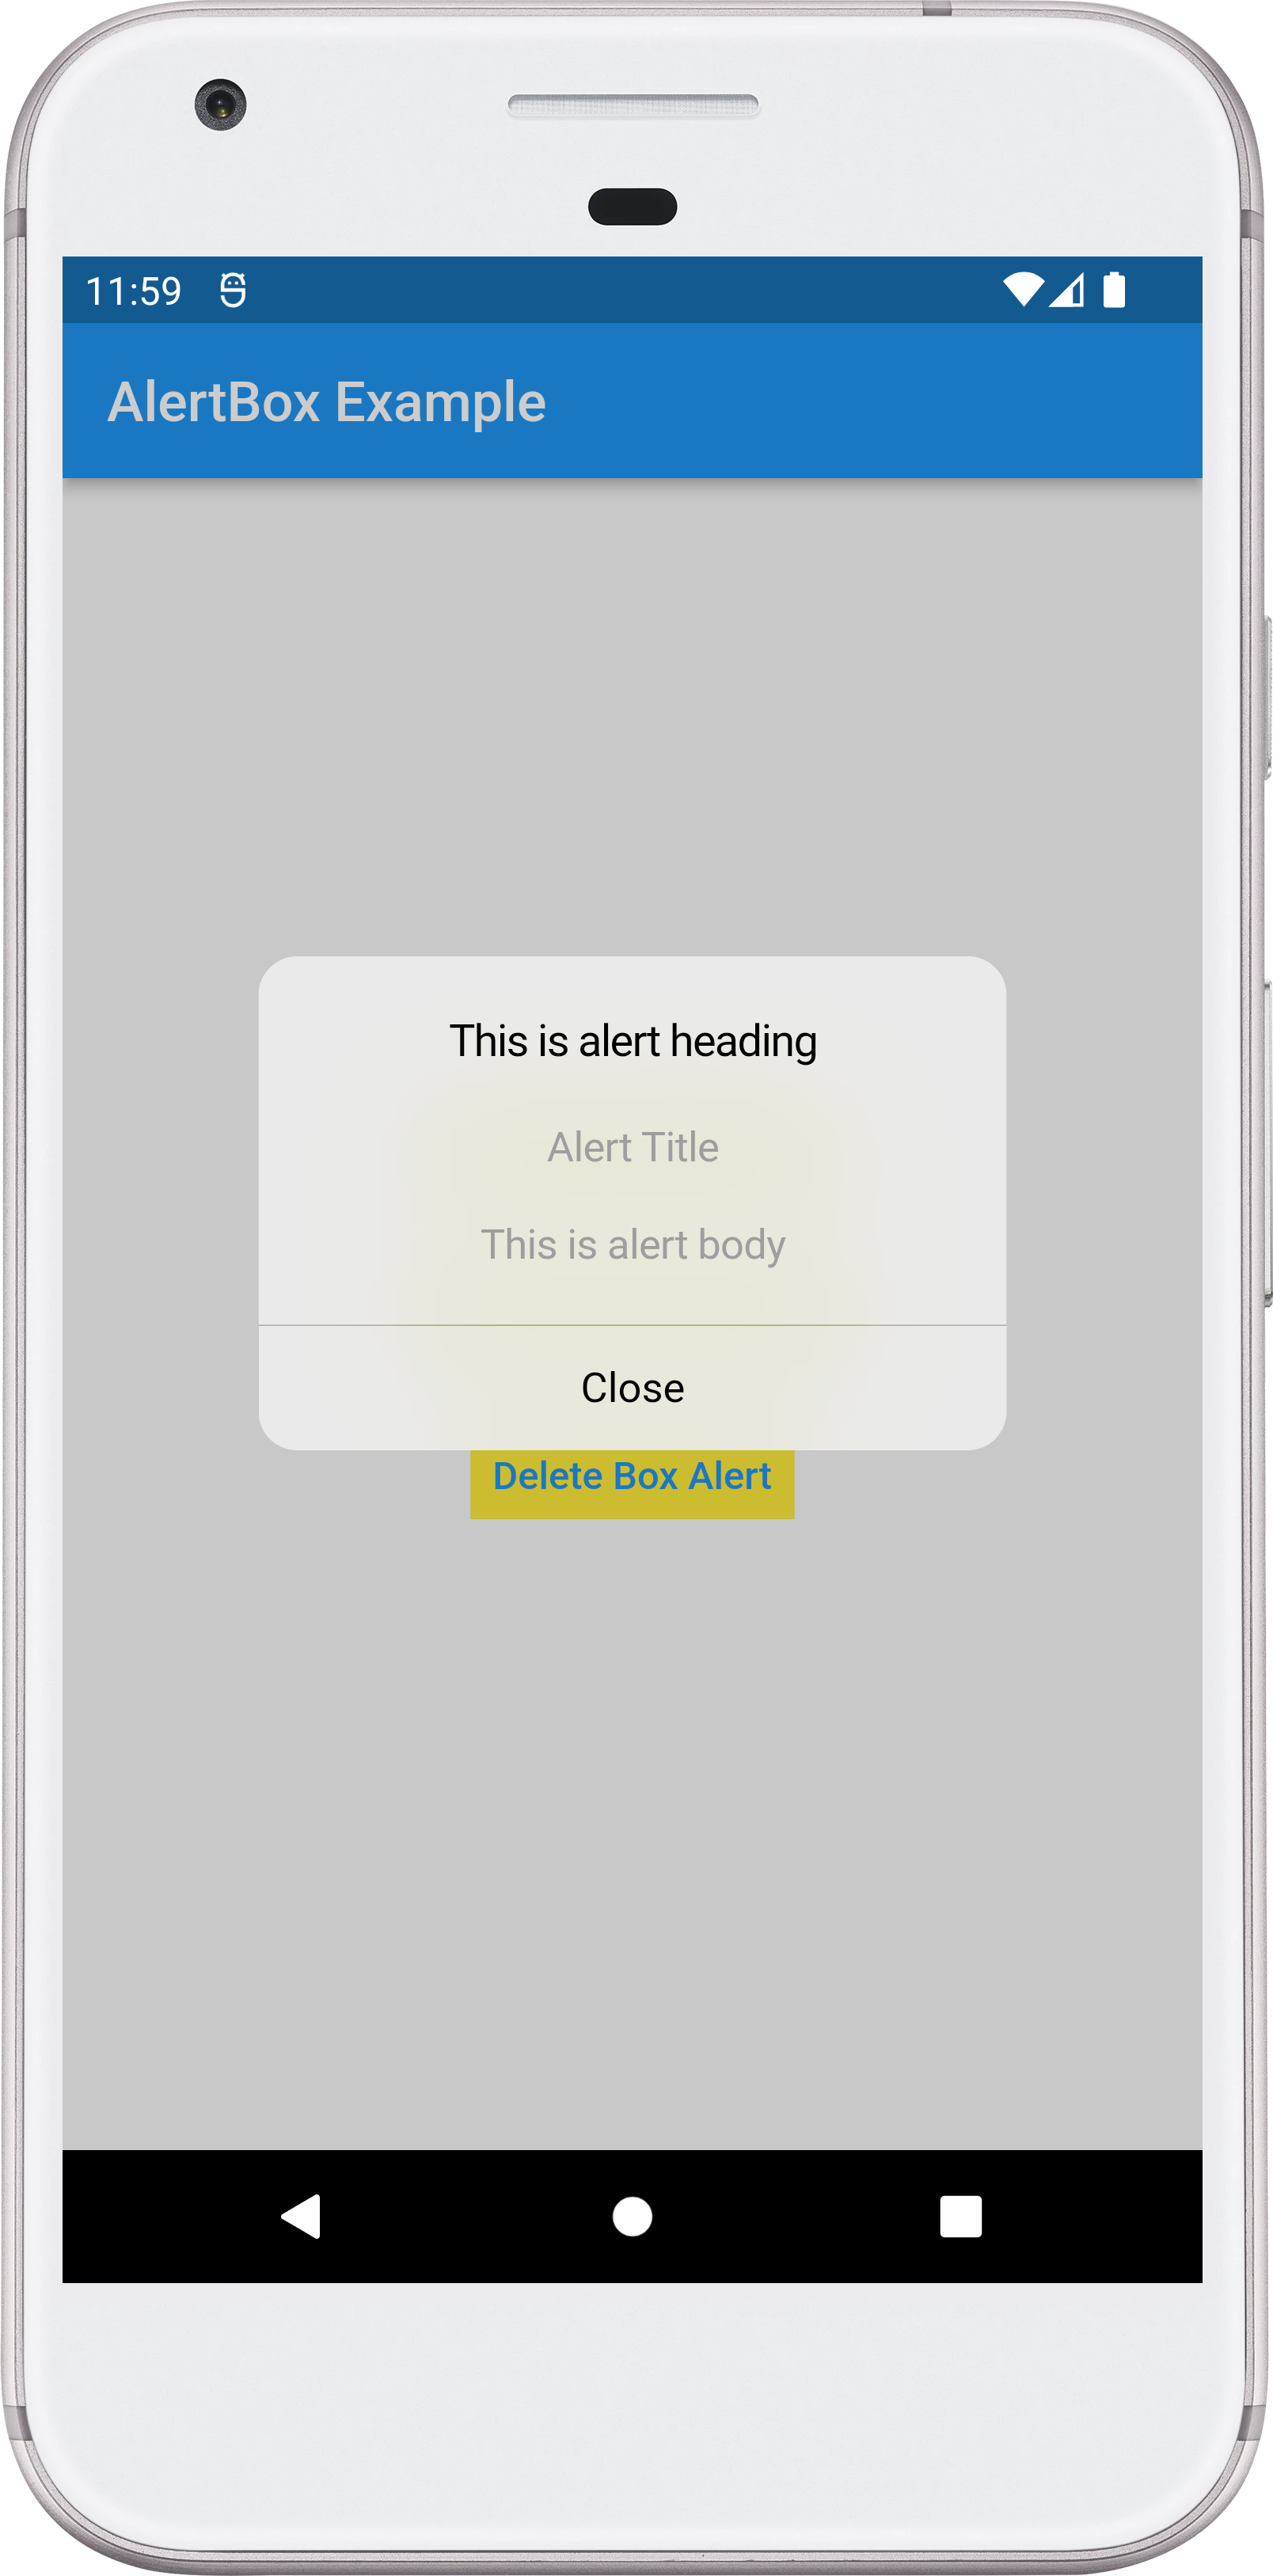 11:59
AlertBox Example
This is alert heading
Alert Title
This is alert body
Close
Delete Box Alert